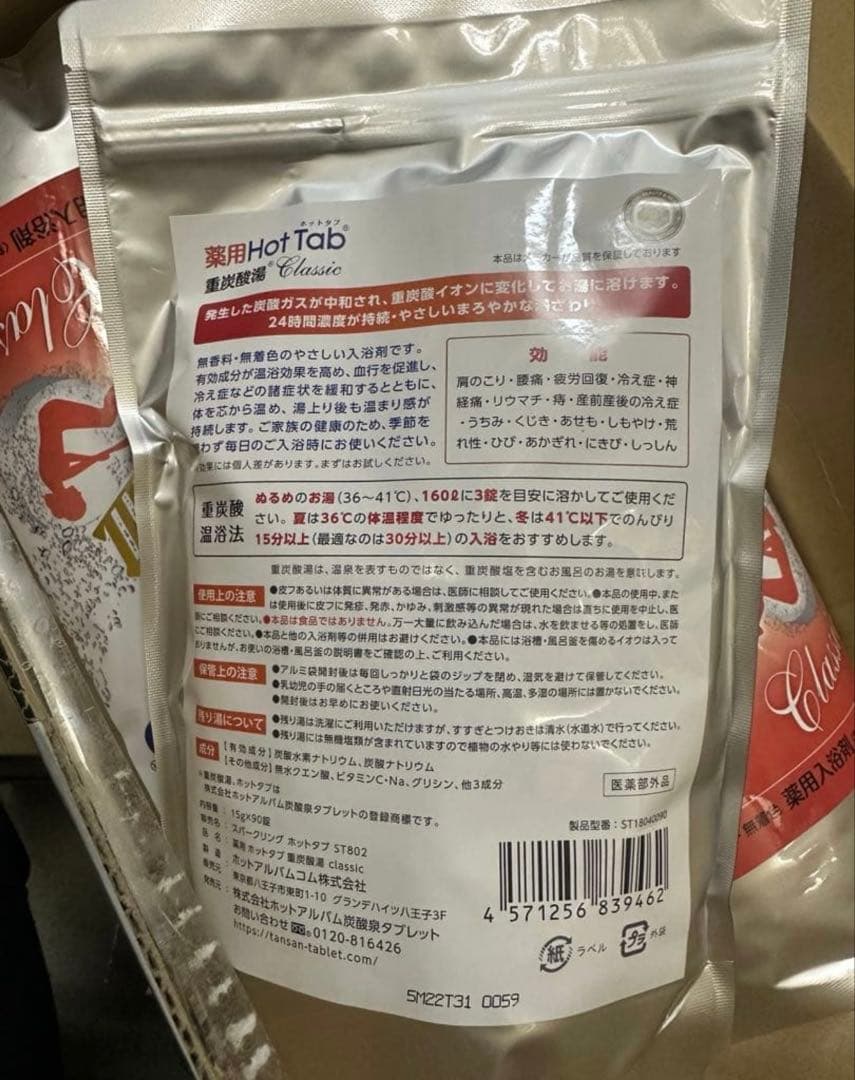 ホットタブ
薬用Hot Tab®
重炭酸湯® Classic
本品はメーカーが品質を保証しております
発生した炭酸ガスが中和され、重炭酸イオンに変化してお湯に溶けます。
24時間濃度が持続・やさしいまろやかな
無香料・無着色のやさしい入浴剤です。
有効成分が温浴効果を高め、血行を促進し、
冷え症などの諸症状を緩和するとともに、
体を芯から温め、湯上り後も温まり感が
持続します。ご家族の健康のため、季節を
わず毎日のご入浴時にお使いください。
効果には個人差があります。まずはお試しください。
効能
肩のこり・腰痛・疲労回復・冷え症・神
経痛・リウマチ・痔・産前産後の冷え症
・うちみ・くじき・あせも・しもやけ・荒
れ性・ひび・あかぎれ・にきび・しっしん
重炭酸
温浴法
ぬるめのお湯(36〜41℃)、160ℓに3錠を目安に溶かしてご使用くだ
さい。夏は36℃の体温程度でゆったりと、冬は41℃以下でのんびり
15分以上(最適なのは30分以上)の入浴をおすすめします。
重炭酸湯は、温泉を表すものではなく、重炭酸塩を含むお風呂のお湯を意味します。
使用上の注意 ●皮フあるいは体質に異常がある場合は、医師に相談してご使用ください。●本品の使用中、また
は使用後に皮フに発疹、発赤、かゆみ、刺激感等の異常が現れた場合は直ちに使用を中止し、医
師にご相談ください。●本品は食品ではありません。万一大量に飲み込んだ場合は、水を飲ませる等の処置をし、医師
にご相談ください。●本品と他の入浴剤等の併用はお避けください。●本品には浴槽・風呂釜を傷めるイオウは入って
おりませんが、お使いの浴槽・風呂釜の説明書をご確認の上、ご利用ください。
保管上の注意 ●アルミ袋開封後は毎回しっかりと袋のジップを閉め、湿気を避けて保管してください。
●乳幼児の手の届くところや直射日光の当たる場所、高温、多湿の場所には置かないでください。
●開封後はお早めにお使いください。
残り湯について ●残り湯は洗濯にご利用いただけますが、すすぎとつけおきは清水(水道水)で行ってください。
●残り湯には無機塩類が含まれていますので植物の水やり等には使わないでください。
成分 【有効成分】炭酸水素ナトリウム、炭酸ナトリウム
【その他成分】無水クエン酸、ビタミンC・Na、グリシン、他3成分
※重炭酸湯、ホットタブは
株式会社ホットアルバム炭酸泉タブレットの登録商標です。
医薬部外品
内容量：15g×90錠
販売名：スパークリング ホットタブ ST802
品名：薬用 ホットタブ 重炭酸湯 classic
製造：ホットアルバムコム株式会社
販売元：東京都八王子市東町1-10 グランデハイツ八王子3F
発売元：株式会社ホットアルバム炭酸泉タブレット
お問い合わせ 0120-816426
https://tansan-tablet.com/
製品型番：ST18040090
4 571256 839462
紙 ラベル
プラ 外袋
5M22T31 0059
入浴剤
Clas
Class
無着色 薬用入浴剤